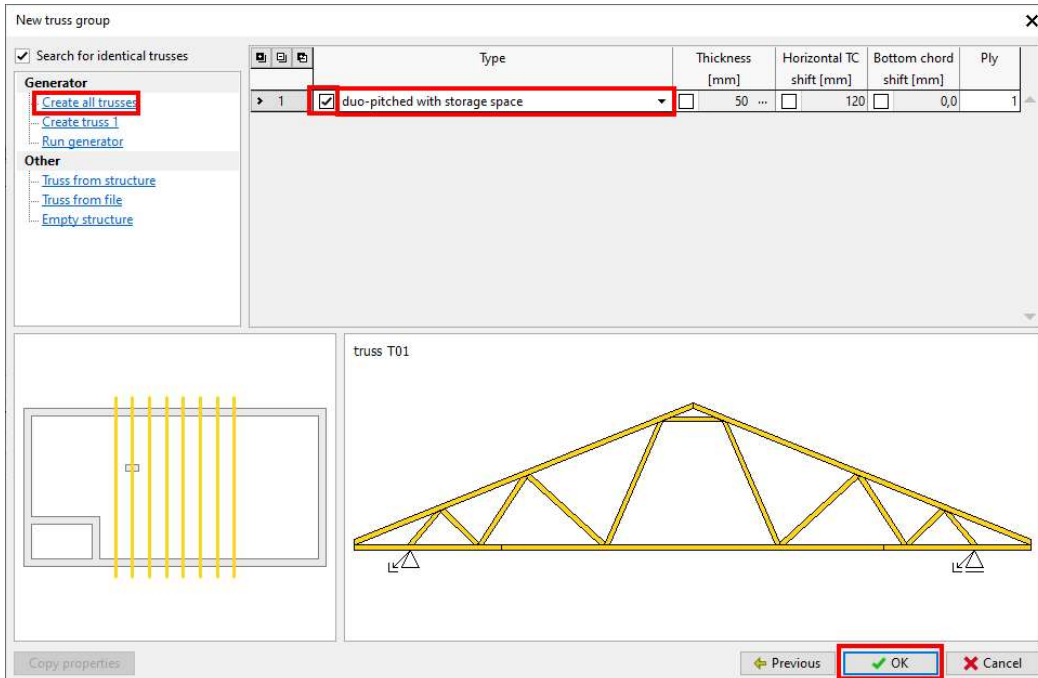 New truss group
Search for identical trusses
Generator
Create all trusses
Create truss 1
Run generator
Other
Truss from structure
Truss from file
Empty structure
Type Thickness Horizontal TC Bottom chord Ply
[mm] shift [mm] shift [mm]
1 duo-pitched with storage space 50 ... 120 0,0 1
truss T01
Copy properties Previous OK Cancel